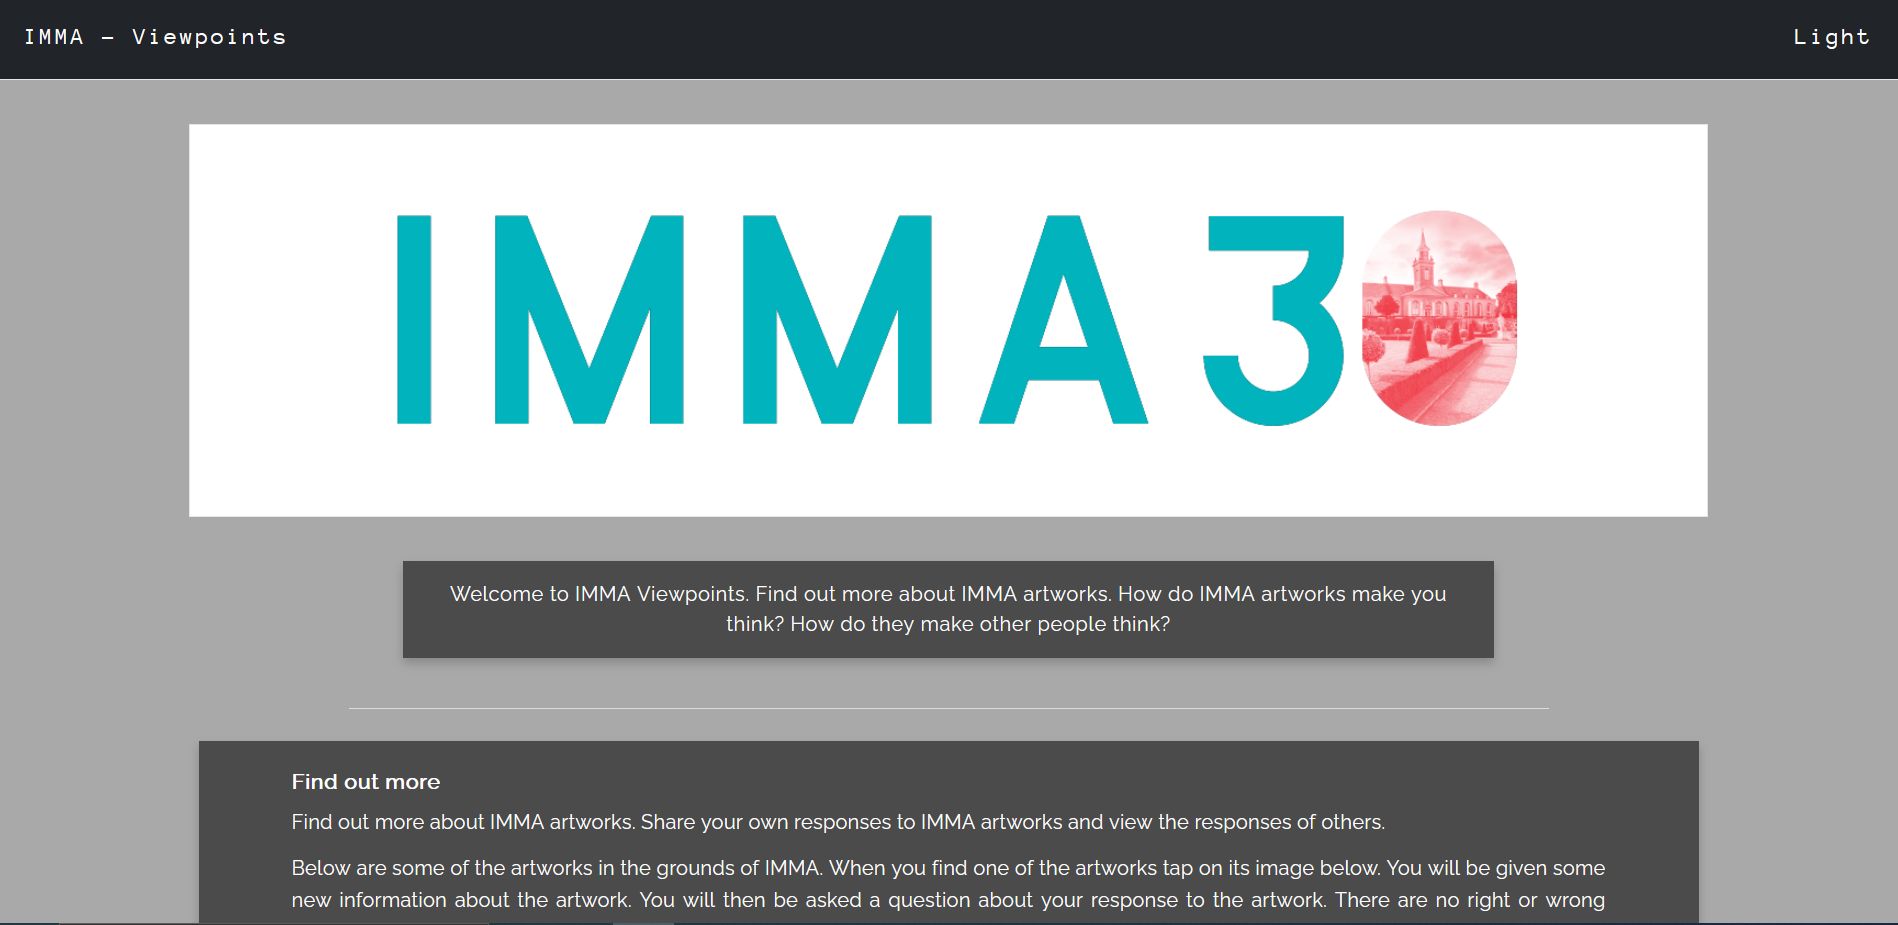 IMMA - Viewpoints
Light
IMMA 30
Welcome to IMMA Viewpoints. Find out more about IMMA artworks. How do IMMA artworks make you
think? How do they make other people think?
Find out more
Find out more about IMMA artworks. Share your own responses to IMMA artworks and view the responses of others.
Below are some of the artworks in the grounds of IMMA. When you find one of the artworks tap on its image below. You will be given some
new information about the artwork. You will then be asked a question about your response to the artwork. There are no right or wrong